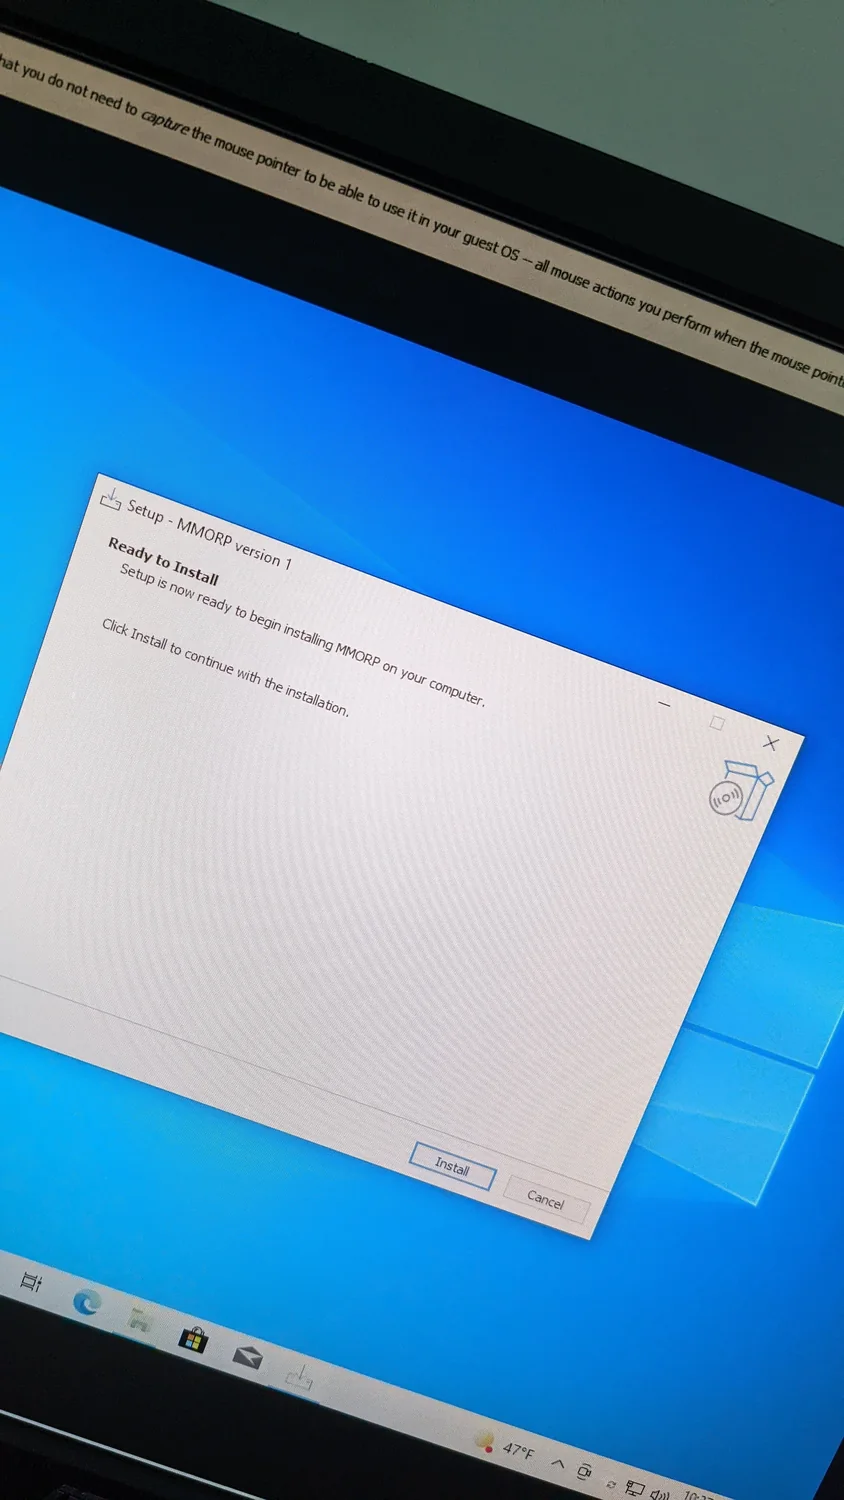 hat you do not need to capture the mouse pointer to be able to use it in your guest OS -- all mouse actions you perform when the mouse point
Setup - MMORP version 1
Ready to Install
Setup is now ready to begin installing MMORP on your computer.
Click Install to continue with the installation.
Install
Cancel
47°F